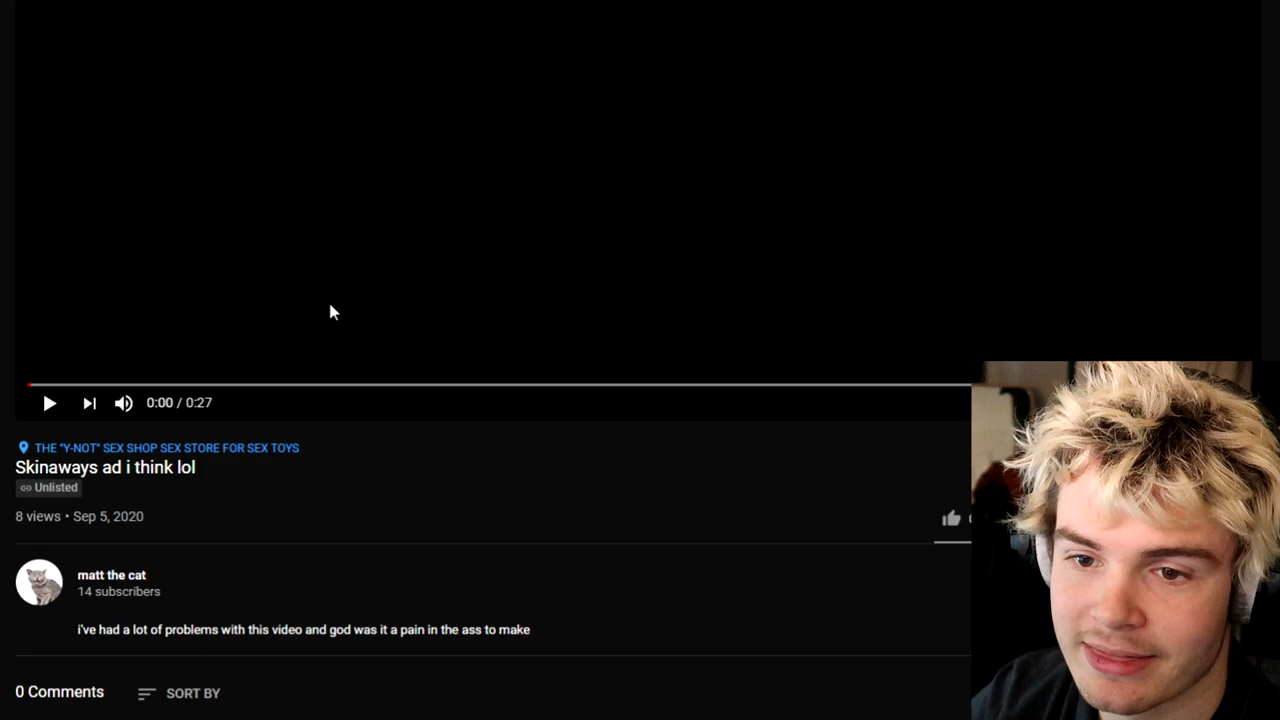 0:00 / 0:27
THE "Y-NOT" SEX SHOP SEX STORE FOR SEX TOYS
Skinaways ad i think lol
Unlisted
8 views • Sep 5, 2020
matt the cat
14 subscribers
i've had a lot of problems with this video and god was it a pain in the ass to make
0 Comments
SORT BY